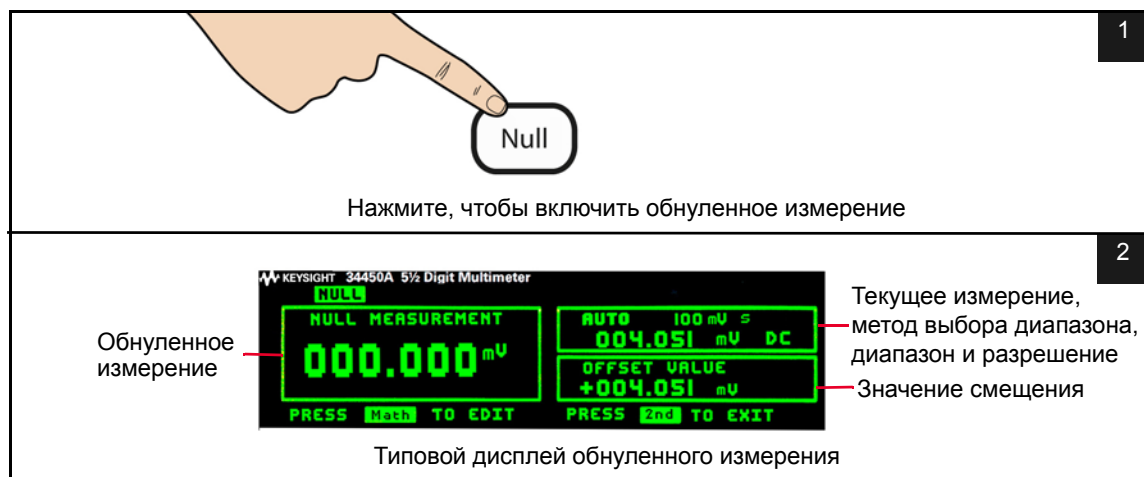 1
Null
Нажмите, чтобы включить обнуленное измерение
2
KEYSIGHT 34450A 5½ Digit Multimeter
NULL
NULL MEASUREMENT
000.000 mV
AUTO 100 mV S
004.051 mV DC
OFFSET VALUE
+004.051 mV
PRESS Math TO EDIT
PRESS 2nd TO EXIT
Обнуленное
измерение
Текущее измерение,
метод выбора диапазона,
диапазон и разрешение
Значение смещения
Типовой дисплей обнуленного измерения